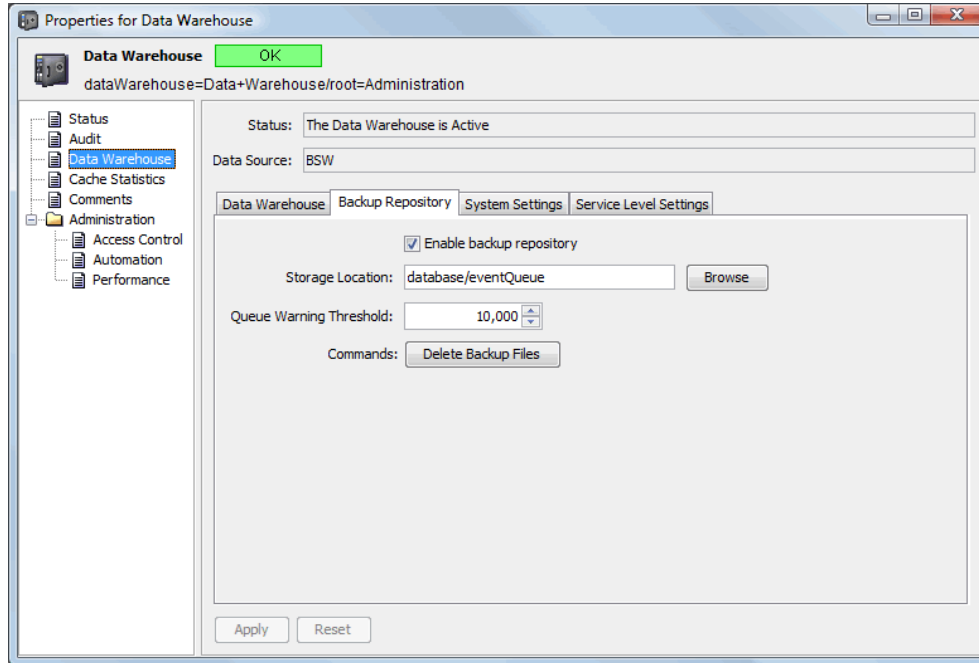 Properties for Data Warehouse
Data Warehouse OK
dataWarehouse=Data+Warehouse/root=Administration
Status
Audit
Data Warehouse
Cache Statistics
Comments
Administration
Access Control
Automation
Performance
Status: The Data Warehouse is Active
Data Source: BSW
Data Warehouse Backup Repository System Settings Service Level Settings
Enable backup repository
Storage Location: database/eventQueue Browse
Queue Warning Threshold: 10,000
Commands: Delete Backup Files
Apply Reset